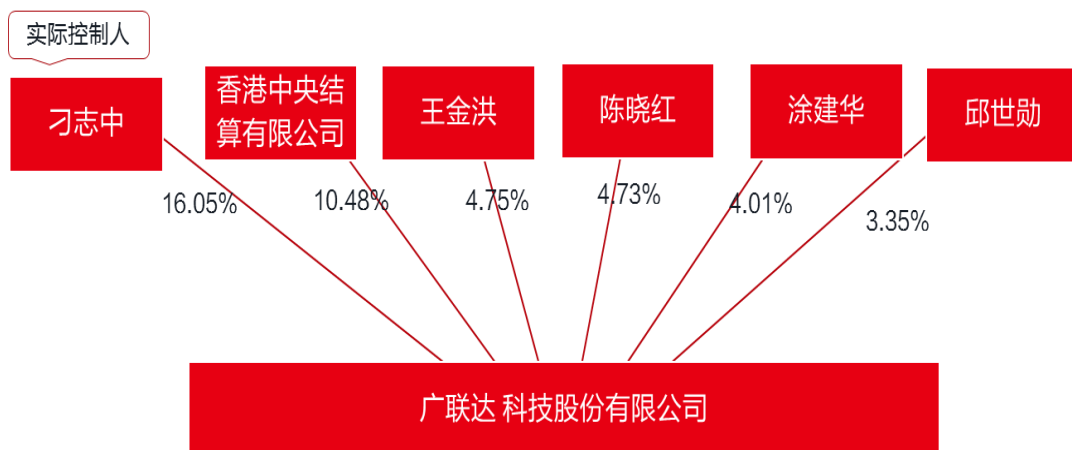 实际控制人
刁志中
香港中央结
算有限公司
王金洪
陈晓红
涂建华
邱世勋
16.05%
10.48%
4.75%
4.73%
4.01%
3.35%
广联达 科技股份有限公司